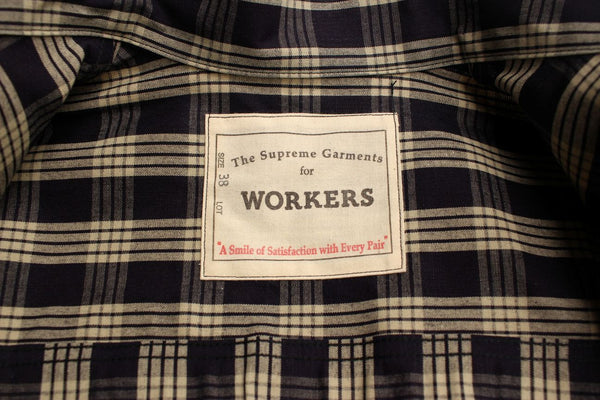 The Supreme Garments
for
WORKERS
"A Smile of Satisfaction with Every Pair"
SIZE 38 LOT